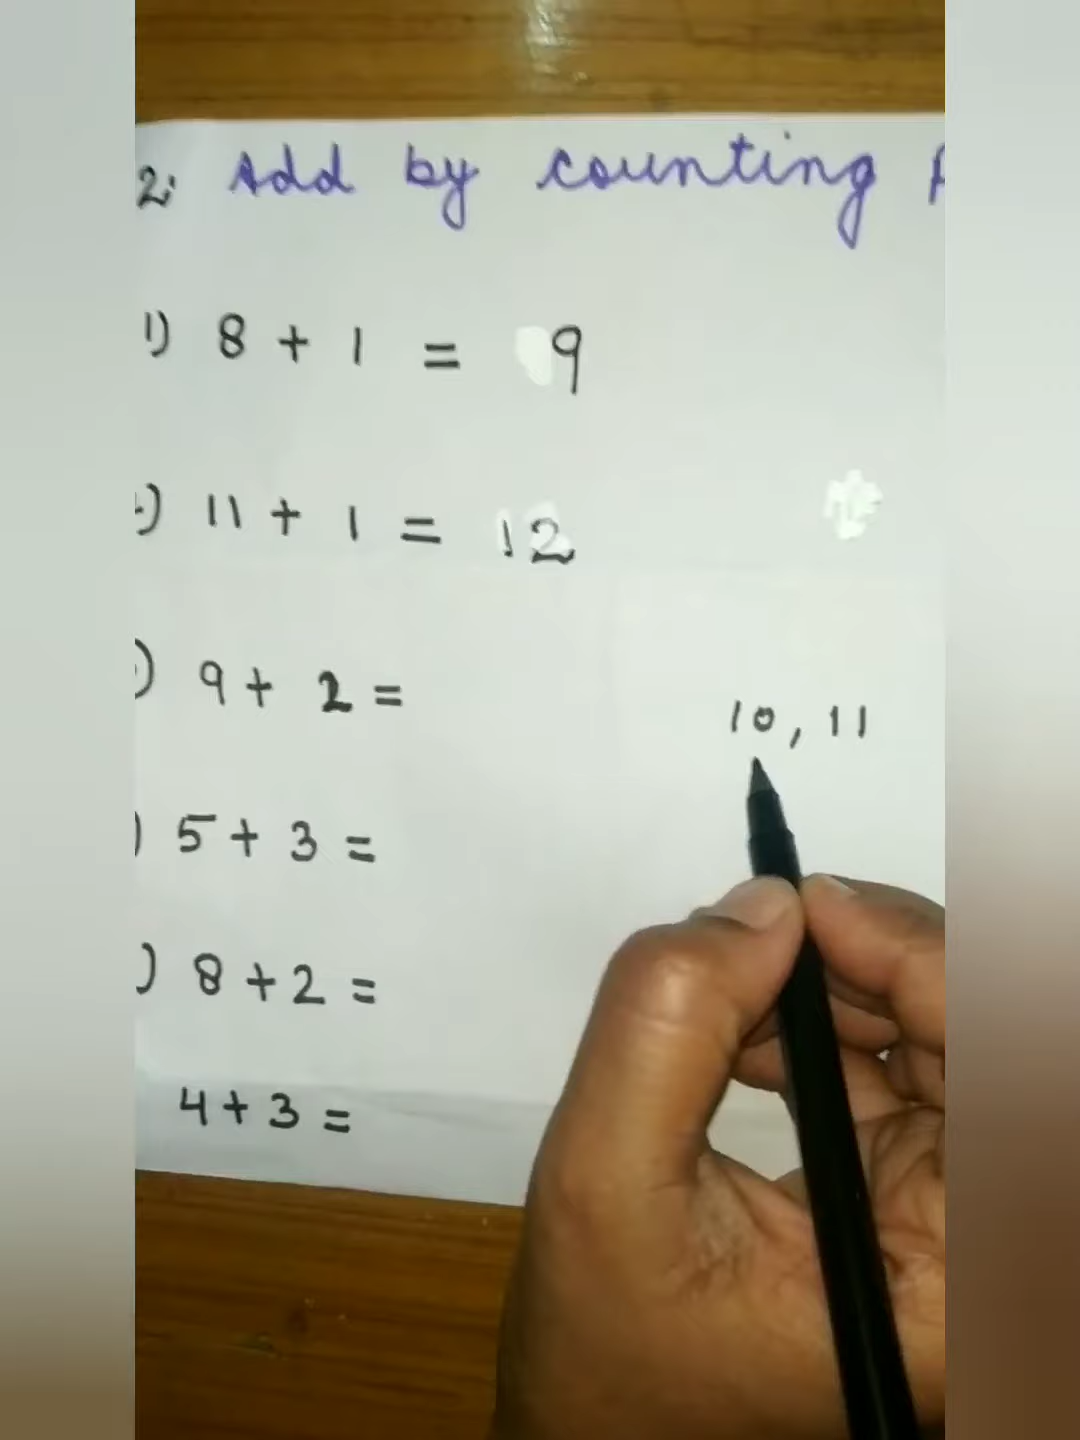 2. Add by counting
1) 8 + 1 = 9
) 11 + 1 = 12
) 9 + 2 =
10, 11
) 5 + 3 =
) 8 + 2 =
4 + 3 =